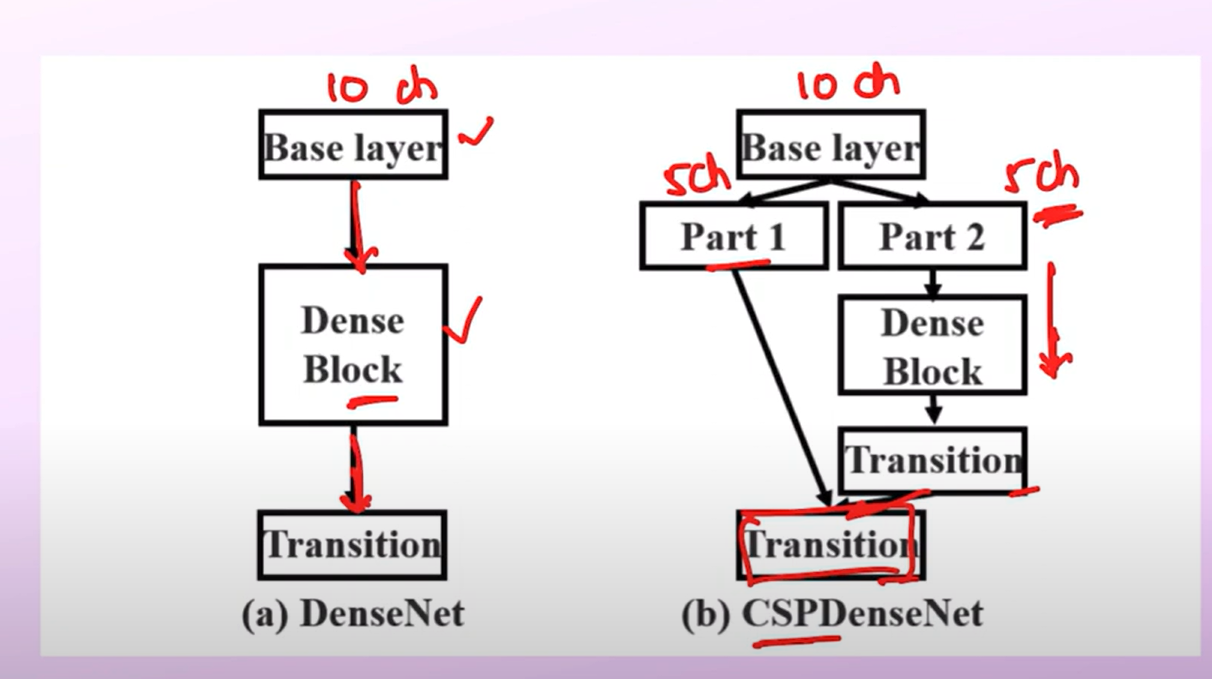 10 ch
Base layer
Dense
Block
Transition
(a) DenseNet
10 ch
Base layer
5ch
5ch
Part 1
Part 2
Dense
Block
Transition
Transition
(b) CSPDenseNet